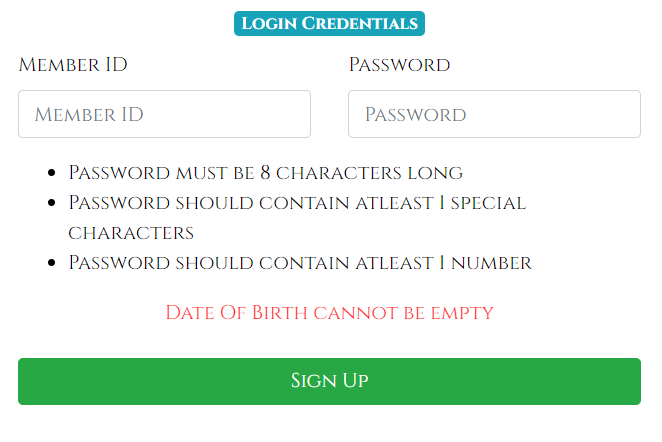 Login Credentials
Member ID
Password
Member ID
Password
Password must be 8 characters long
Password should contain atleast 1 special
characters
Password should contain atleast 1 number
Date Of Birth cannot be empty
Sign Up